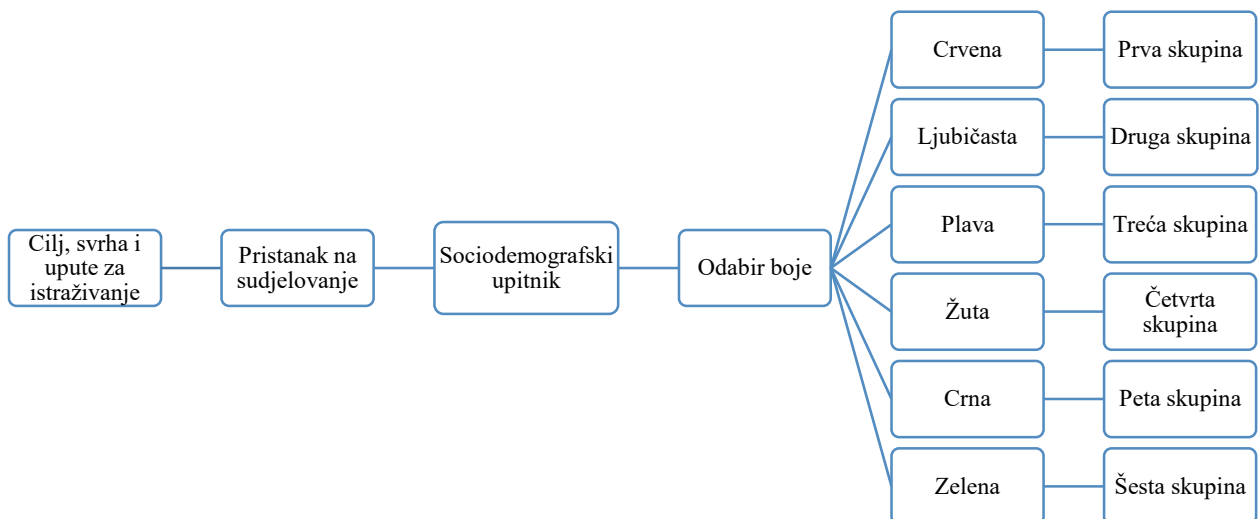 Cilj, svrha i
upute za
istraživanje
Pristanak na
sudjelovanje
Sociodemografski
upitnik
Odabir boje
Crvena
Prva skupina
Ljubičasta
Druga skupina
Plava
Treća skupina
Žuta
Četvrta
skupina
Crna
Peta skupina
Zelena
Šesta skupina